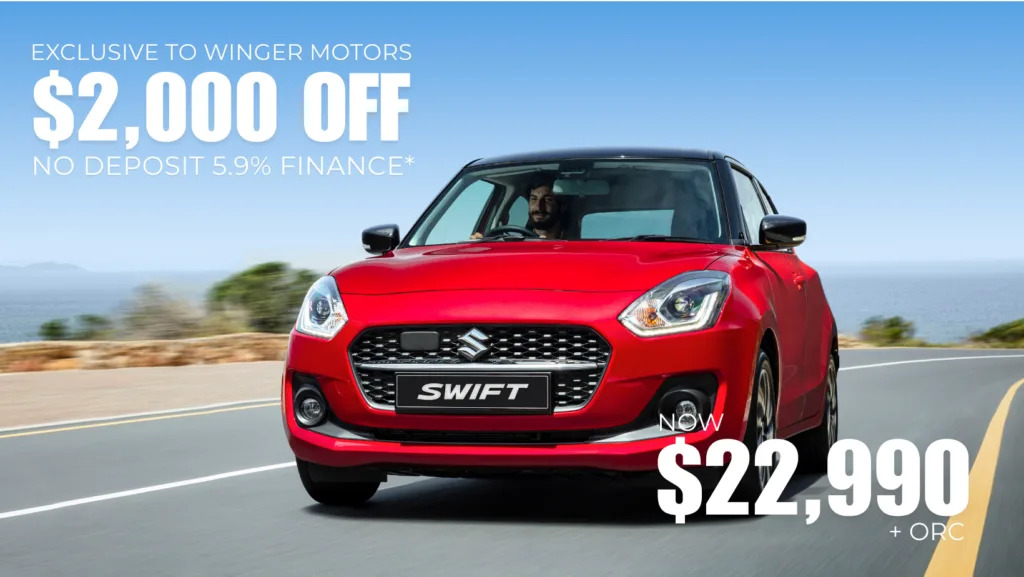 EXCLUSIVE TO WINGER MOTORS
$2,000 OFF
NO DEPOSIT 5.9% FINANCE*
SWIFT
NOW
$22,990
+ ORC